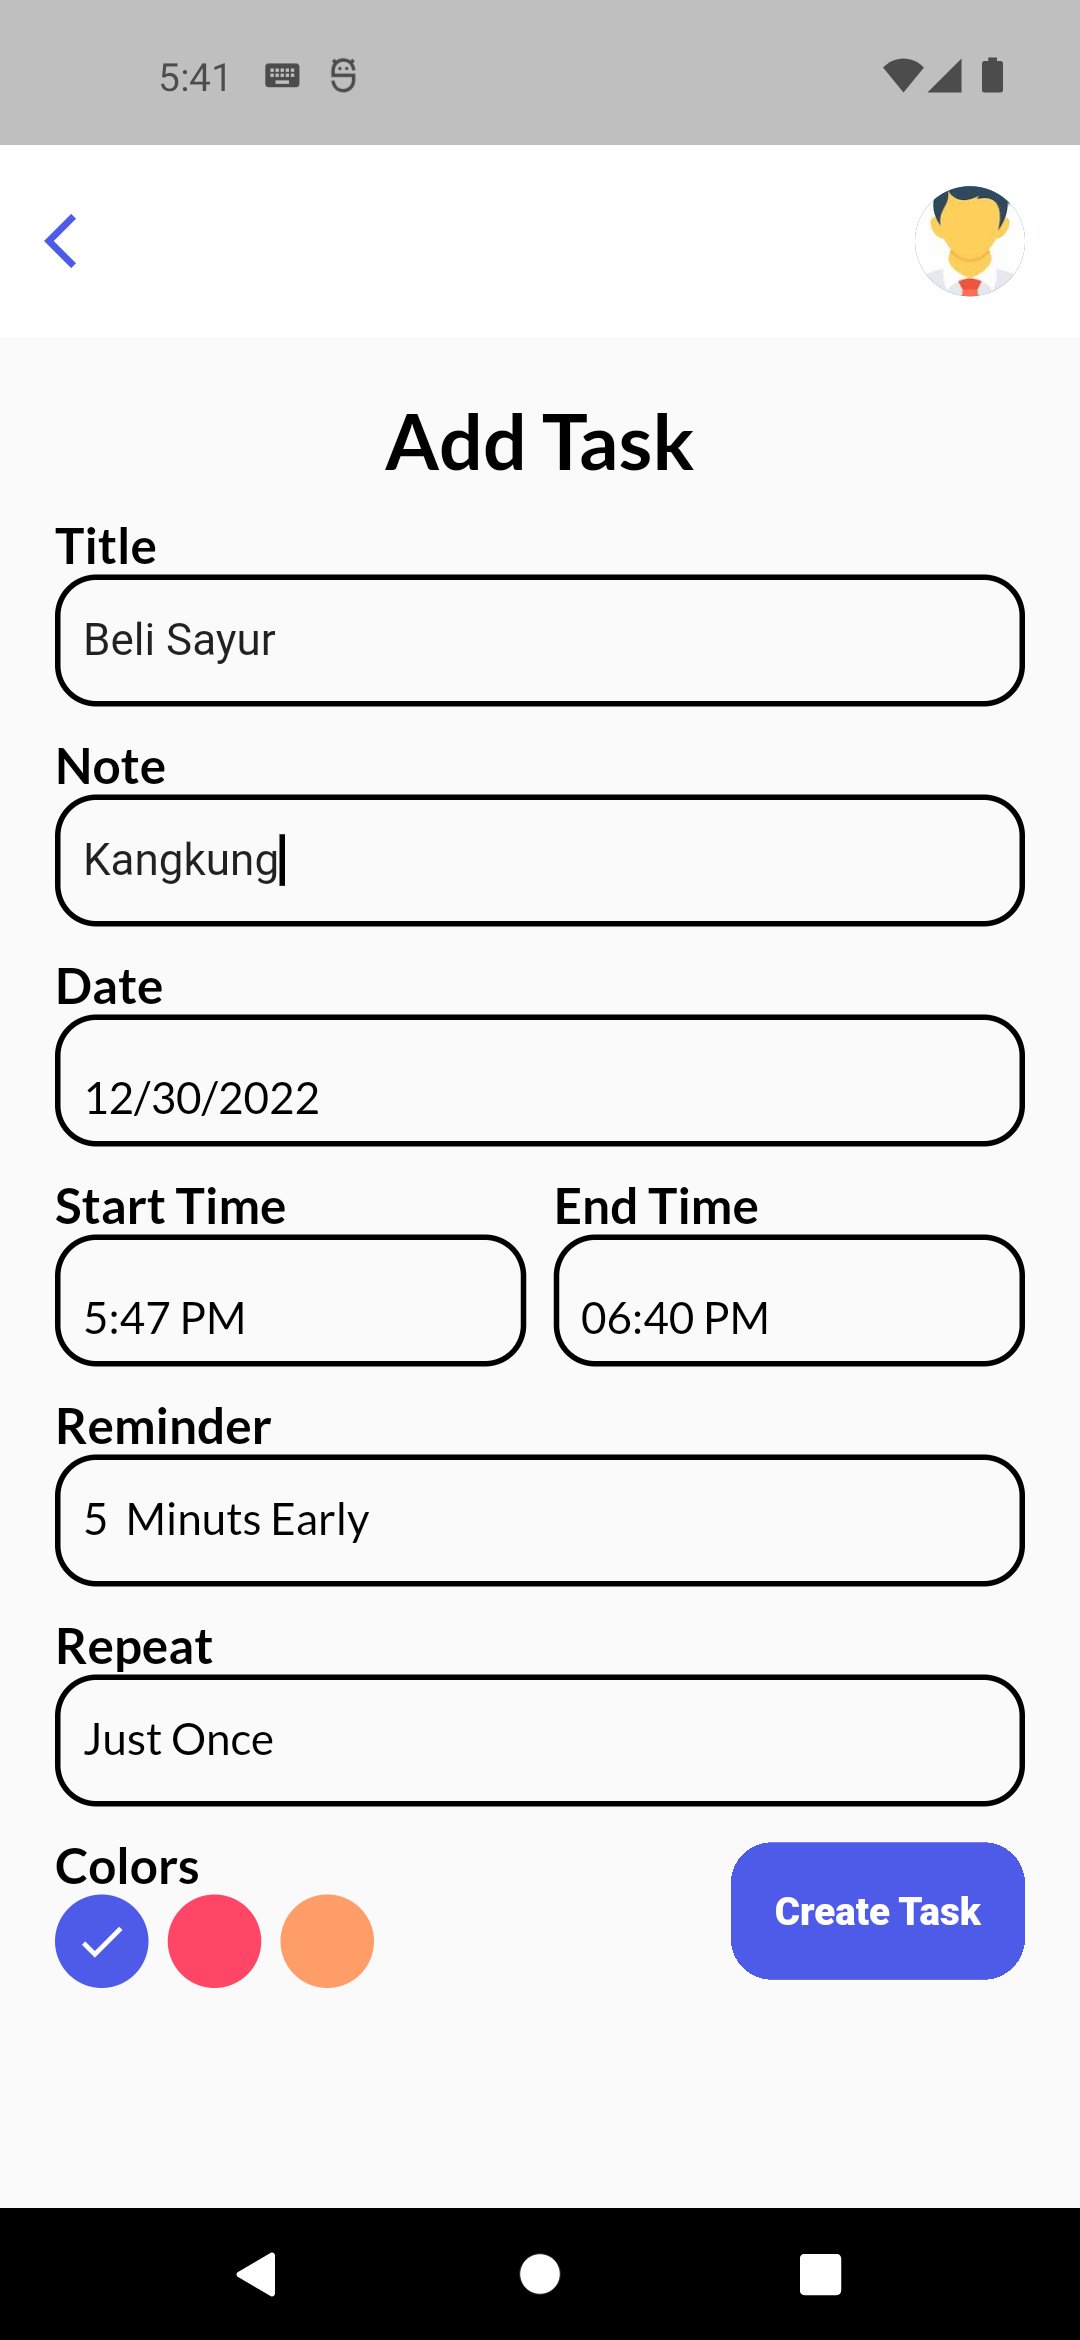 5:41
Add Task
Title
Beli Sayur
Note
Kangkung
Date
12/30/2022
Start Time
End Time
5:47 PM
06:40 PM
Reminder
5 Minuts Early
Repeat
Just Once
Colors
Create Task